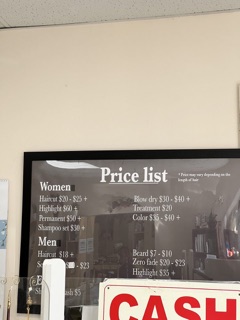 Price list
* Price may vary depending on the
length of hair
Women
Haircut $20 - $25 +
Highlight $60 +
Permanent $50 +
Shampoo set $30 +
Blow dry $30 - $40 +
Treatment $20
Color $35 - $40 +
Men
Haircut $18 +
- $23
Beard $7 - $10
Zero fade $20 - $23
Highlight $35 +
$5
CASH